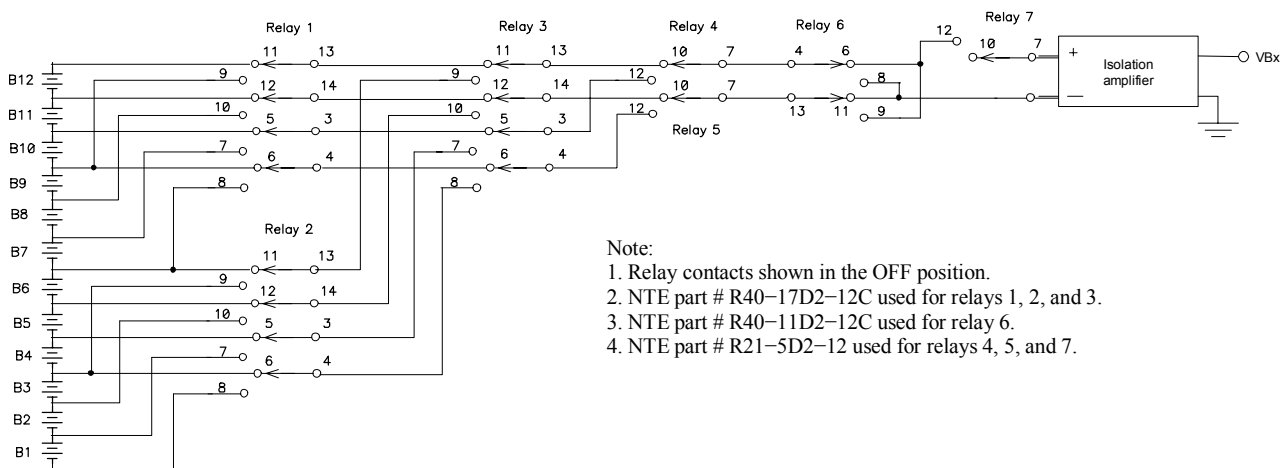 Relay 1
Relay 3
Relay 4
Relay 6
Relay 7
11 13
11 13
10 7
4 6
12
10 7
+
Isolation
amplifier
VBx
B12
9
9
12
8
12 14
12 14
10 7
−
B11
10
10
12
13 11
9
5 3
5 3
Relay 5
B10
7
7
6 4
6 4
B9
8
8
B8
Relay 2
B7
11 13
B6
9
12 14
B5
10
5 3
B4
7
6 4
B3
8
B2
B1
Note:
1. Relay contacts shown in the OFF position.
2. NTE part # R40−17D2−12C used for relays 1, 2, and 3.
3. NTE part # R40−11D2−12C used for relay 6.
4. NTE part # R21−5D2−12 used for relays 4, 5, and 7.